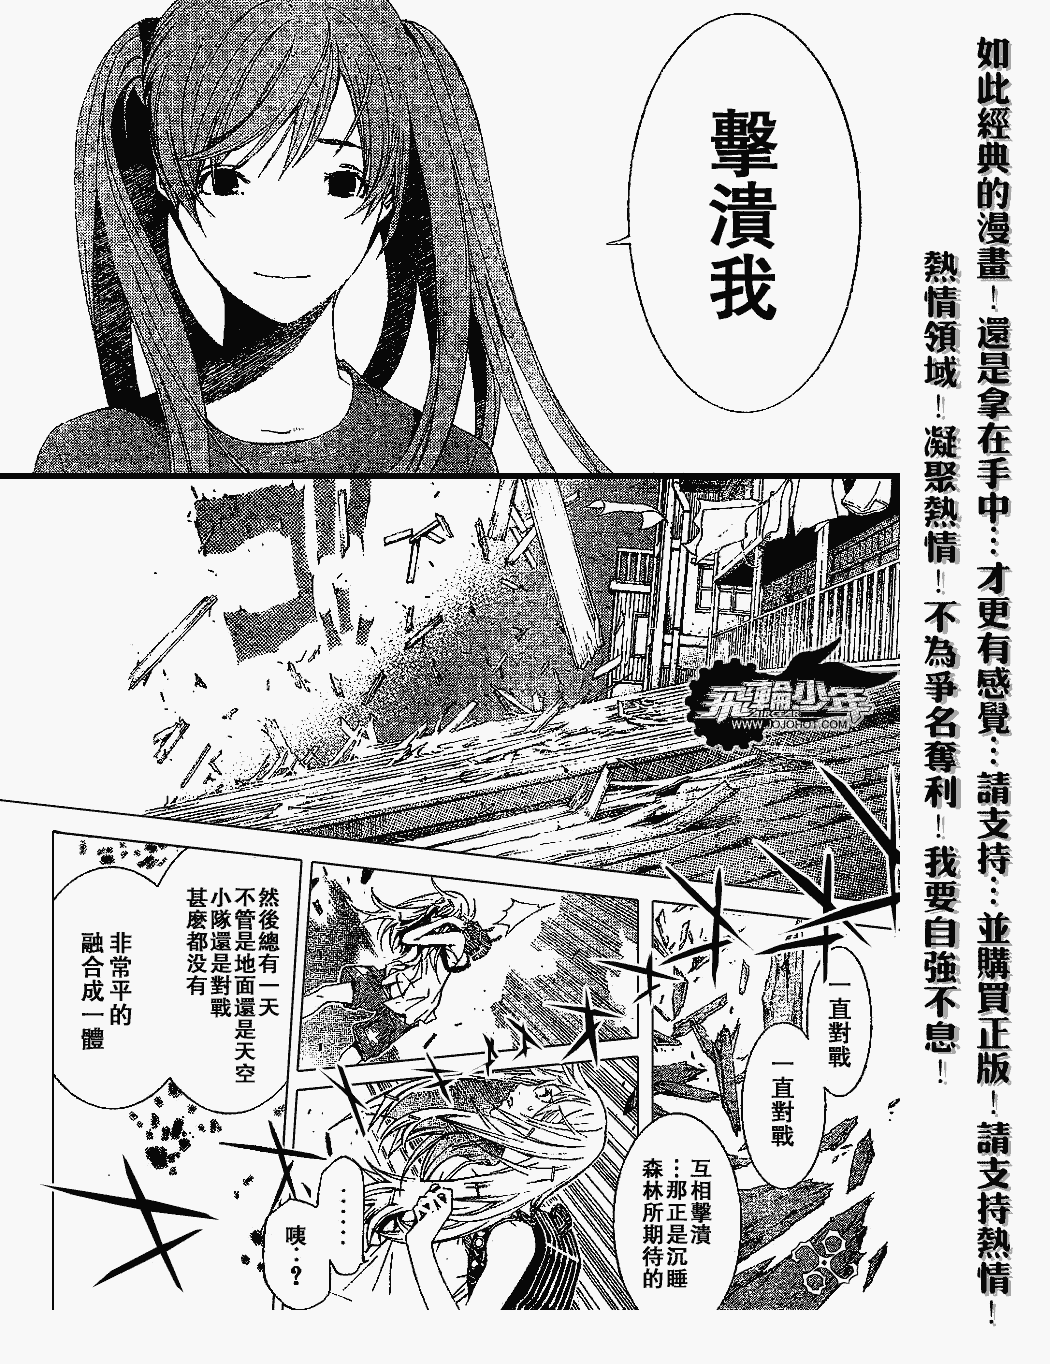 如此經典的漫畫！還是拿在手中…才更有感覺…請支持…並購買正版！請支持熱情！
熱情領域！凝聚熱情！不為爭名奪利！我要自強不息！
擊潰我
飛輪少年
WWW.JOJOHOT.COM
一直對戰
一直對戰
互相擊潰
…那正是沉睡
森林所期待的
然後總有一天
不管是地面還是天空
小隊還是對戰
甚麼都没有
非常平的
融合成一體
……
咦…?